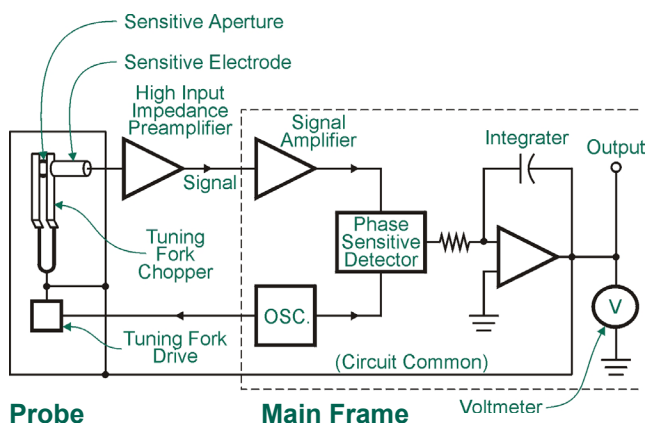 Sensitive Aperture
Sensitive Electrode
High Input
Impedance
Preamplifier
Signal
Amplifier
Integrater
Output
Signal
Phase
Sensitive
Detector
Tuning
Fork
Chopper
OSC.
V
Tuning Fork
Drive
(Circuit Common)
Voltmeter
Probe
Main Frame